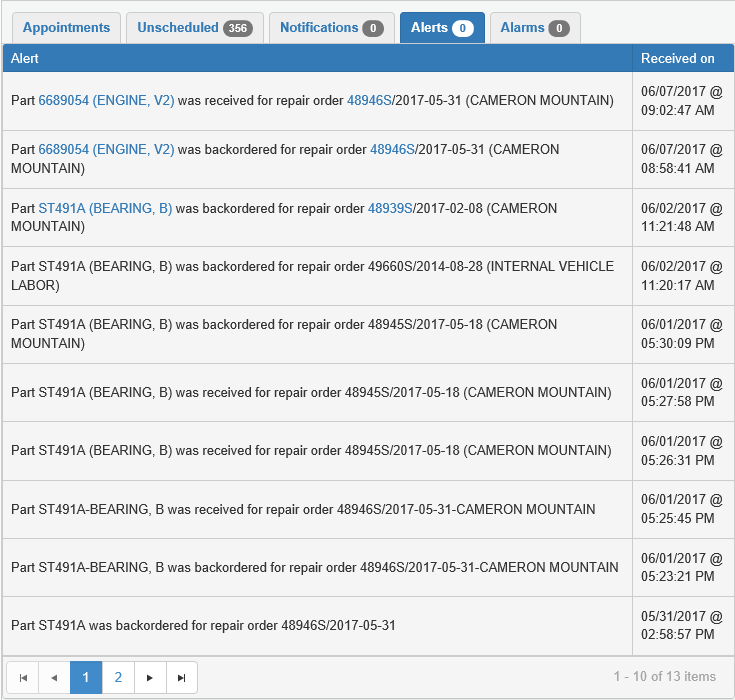 Appointments Unscheduled 356 Notifications 0 Alerts 0 Alarms 0
Alert Received on
Part 6689054 (ENGINE, V2) was received for repair order 48946S/2017-05-31 (CAMERON MOUNTAIN)
06/07/2017 @
09:02:47 AM
Part 6689054 (ENGINE, V2) was backordered for repair order 48946S/2017-05-31 (CAMERON
MOUNTAIN)
06/07/2017 @
08:58:41 AM
Part ST491A (BEARING, B) was backordered for repair order 48939S/2017-02-08 (CAMERON
MOUNTAIN)
06/02/2017 @
11:21:48 AM
Part ST491A (BEARING, B) was backordered for repair order 49660S/2014-08-28 (INTERNAL VEHICLE
LABOR)
06/02/2017 @
11:20:17 AM
Part ST491A (BEARING, B) was backordered for repair order 48945S/2017-05-18 (CAMERON
MOUNTAIN)
06/01/2017 @
05:30:09 PM
Part ST491A (BEARING, B) was received for repair order 48945S/2017-05-18 (CAMERON MOUNTAIN)
06/01/2017 @
05:27:58 PM
Part ST491A (BEARING, B) was received for repair order 48945S/2017-05-18 (CAMERON MOUNTAIN)
06/01/2017 @
05:26:31 PM
Part ST491A-BEARING, B was received for repair order 48946S/2017-05-31-CAMERON MOUNTAIN
06/01/2017 @
05:25:45 PM
Part ST491A-BEARING, B was backordered for repair order 48946S/2017-05-31-CAMERON MOUNTAIN
06/01/2017 @
05:23:21 PM
Part ST491A was backordered for repair order 48946S/2017-05-31
05/31/2017 @
02:58:57 PM
1 2 1 - 10 of 13 items